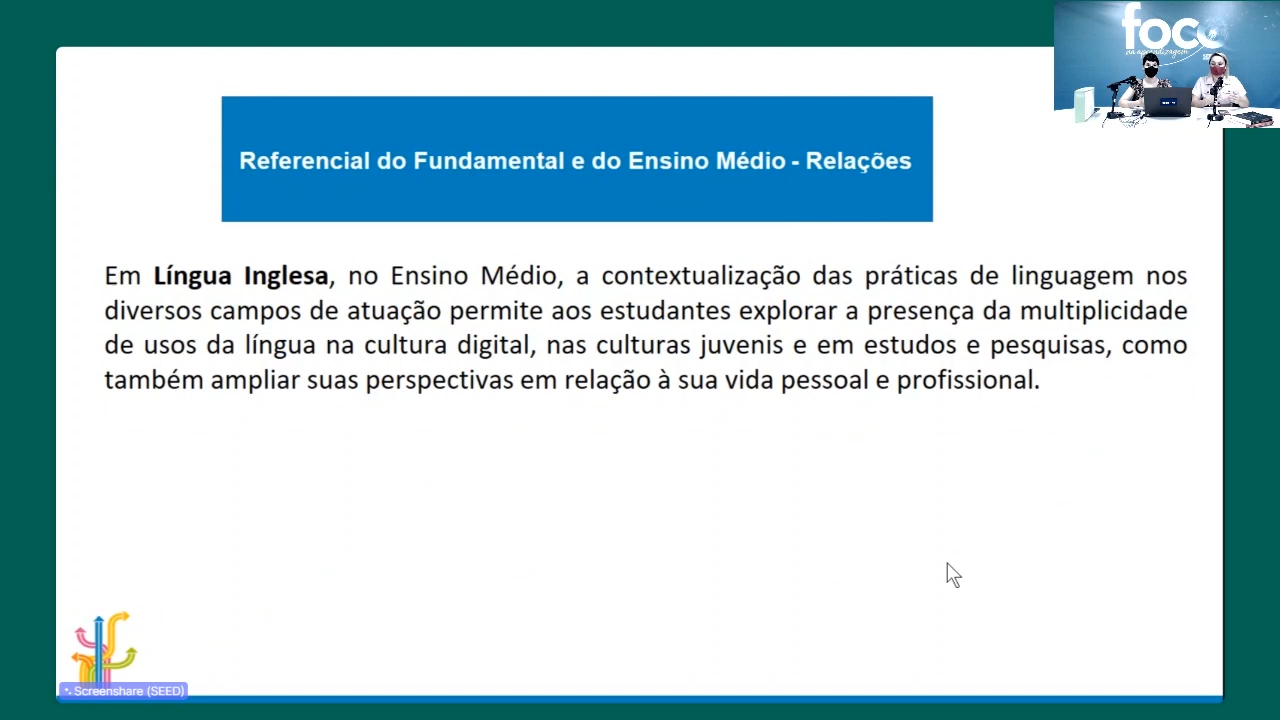 foco
na aprendizagem
Referencial do Fundamental e do Ensino Médio - Relações
Em Língua Inglesa, no Ensino Médio, a contextualização das práticas de linguagem nos
diversos campos de atuação permite aos estudantes explorar a presença da multiplicidade
de usos da língua na cultura digital, nas culturas juvenis e em estudos e pesquisas, como
também ampliar suas perspectivas em relação à sua vida pessoal e profissional.
Screenshare (SEED)